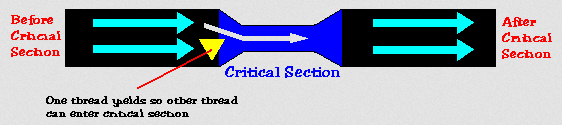 Before
Critical
Section
After
Critical
Section
Critical Section
One thread yields so other thread
can enter critical section